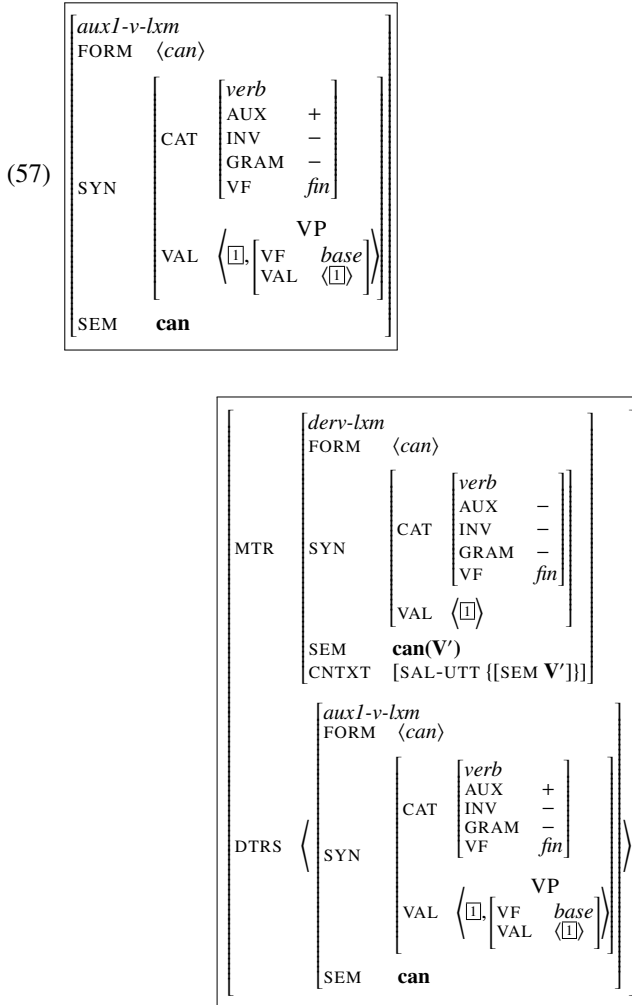 (57)
aux1-v-lxm
FORM ⟨can⟩
SYN
CAT
verb
AUX +
INV −
GRAM −
VF fin
VAL ⟨[1], VP
VF base
VAL ⟨[1]⟩⟩
SEM can
MTR
derv-lxm
FORM ⟨can⟩
SYN
CAT
verb
AUX −
INV −
GRAM −
VF fin
VAL ⟨[1]⟩
SEM can(V′)
CNTXT [SAL-UTT {[SEM V′]}]
DTRS
aux1-v-lxm
FORM ⟨can⟩
SYN
CAT
verb
AUX +
INV −
GRAM −
VF fin
VAL ⟨[1], VP
VF base
VAL ⟨[1]⟩⟩
SEM can